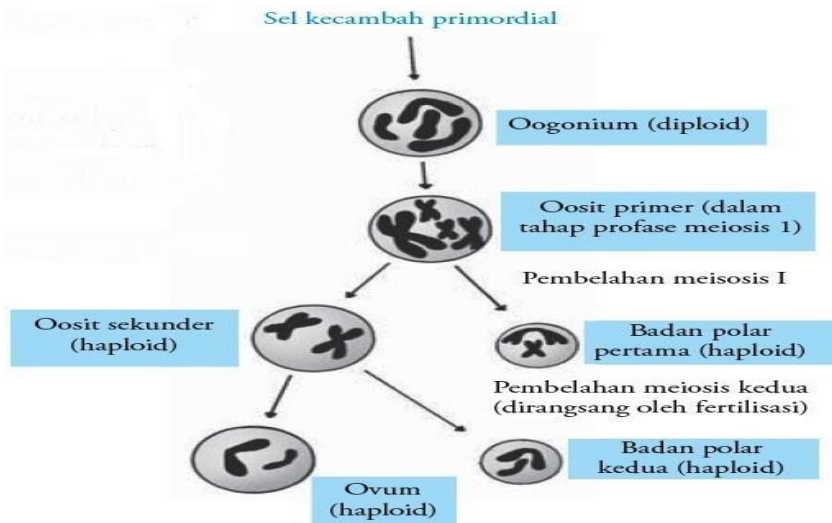 Sel kecambah primordial
Oogonium (diploid)
Oosit primer (dalam
tahap profase meiosis 1)
Pembelahan meisosis I
Oosit sekunder
(haploid)
Badan polar
pertama (haploid)
Pembelahan meiosis kedua
(dirangsang oleh fertilisasi)
Badan polar
kedua (haploid)
Ovum
(haploid)